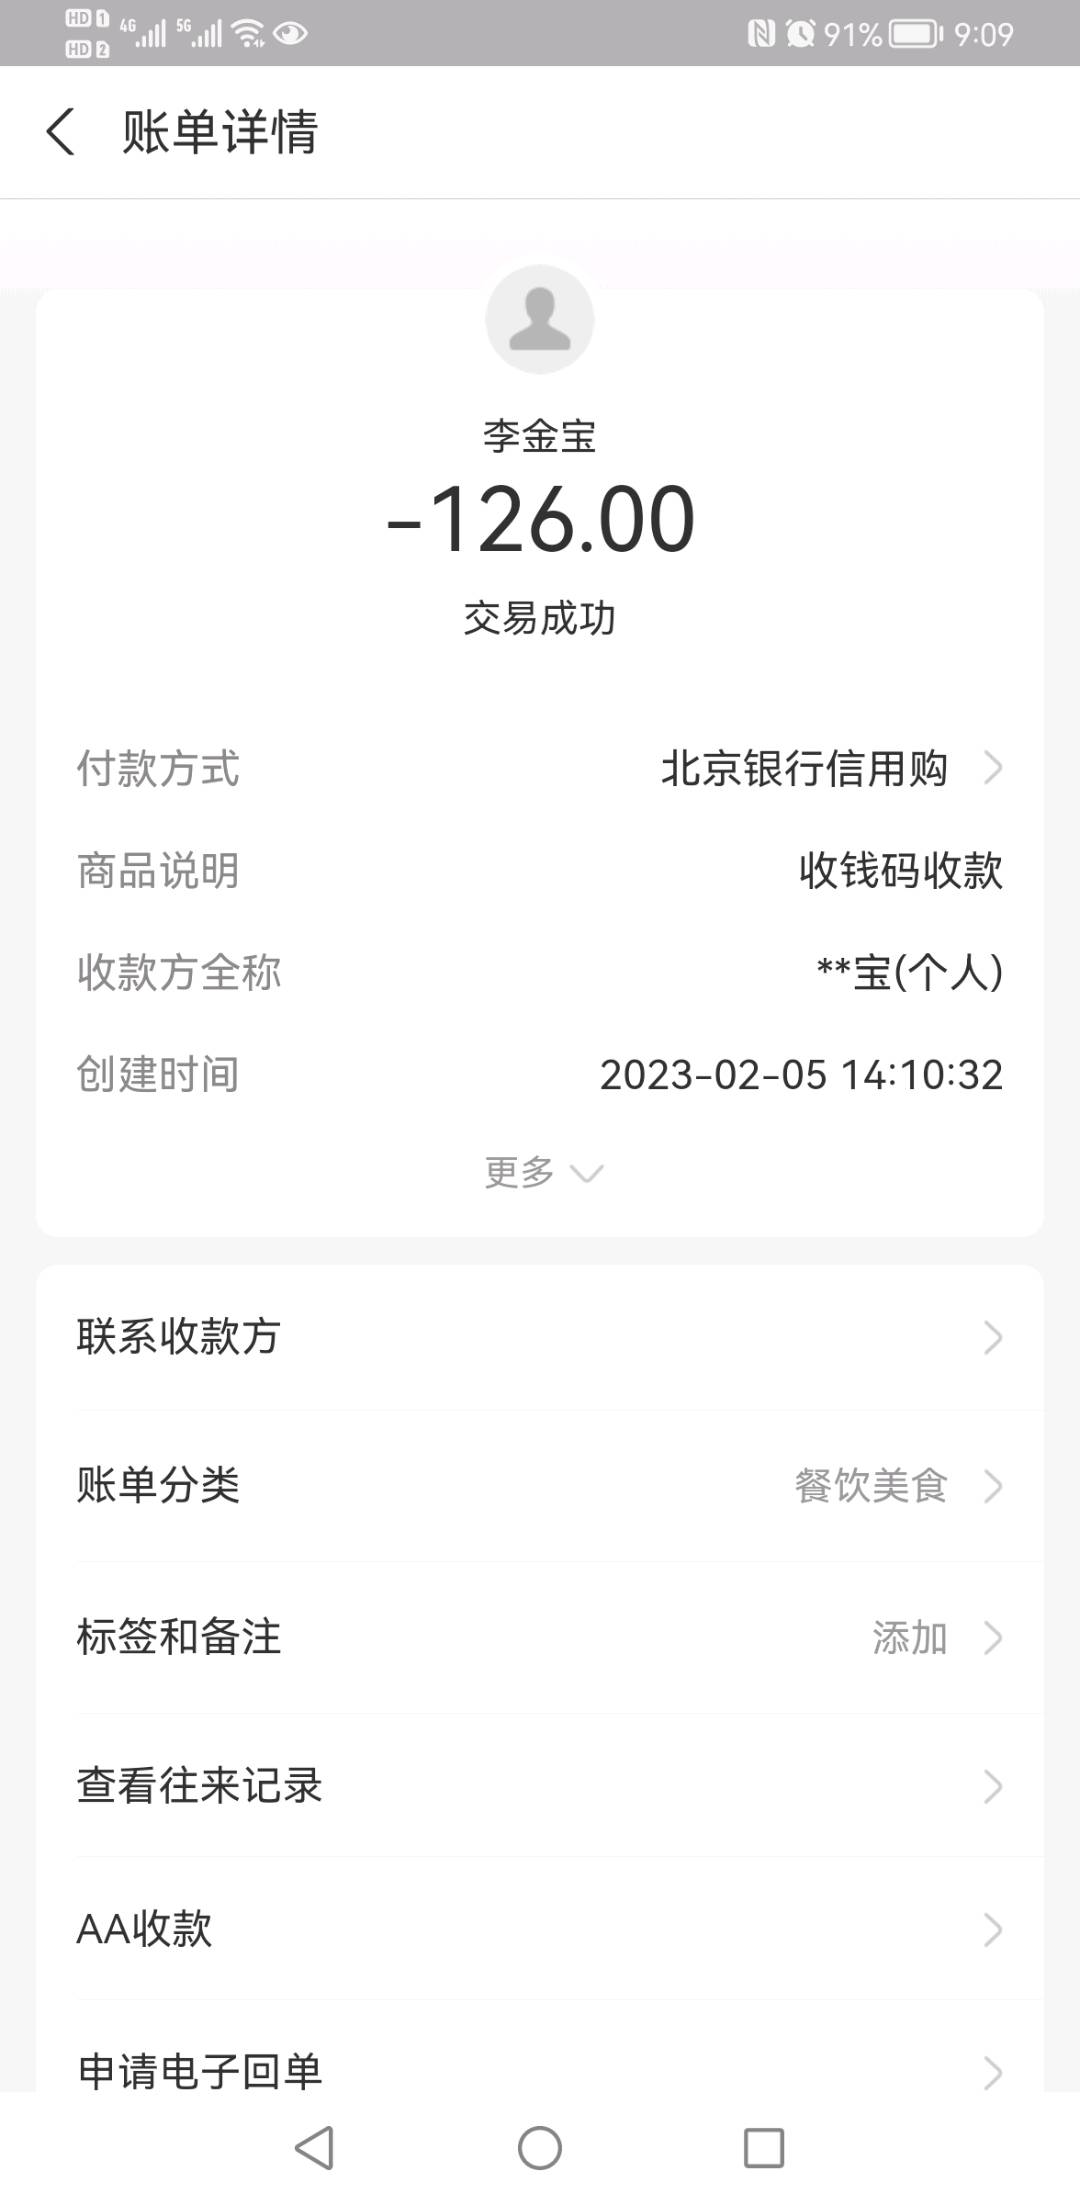 HD 1 4G 5G 91% 9:09
HD 2
账单详情
李金宝
-126.00
交易成功
付款方式 北京银行信用购
商品说明 收钱码收款
收款方全称 **宝(个人)
创建时间 2023-02-05 14:10:32
更多
联系收款方
账单分类 餐饮美食
标签和备注 添加
查看往来记录
AA收款
申请电子回单